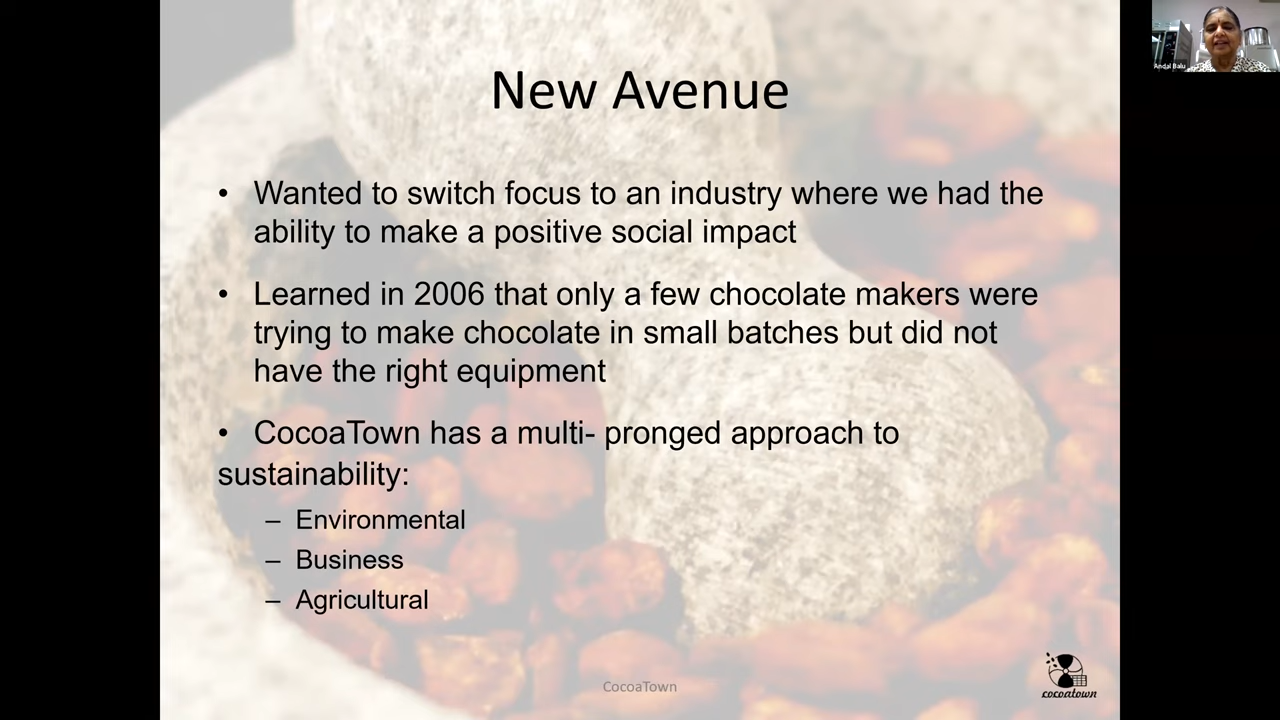 New Avenue
• Wanted to switch focus to an industry where we had the
ability to make a positive social impact
• Learned in 2006 that only a few chocolate makers were
trying to make chocolate in small batches but did not
have the right equipment
• CocoaTown has a multi- pronged approach to
sustainability:
– Environmental
– Business
– Agricultural
CocoaTown
cocoatown
Andal Balu